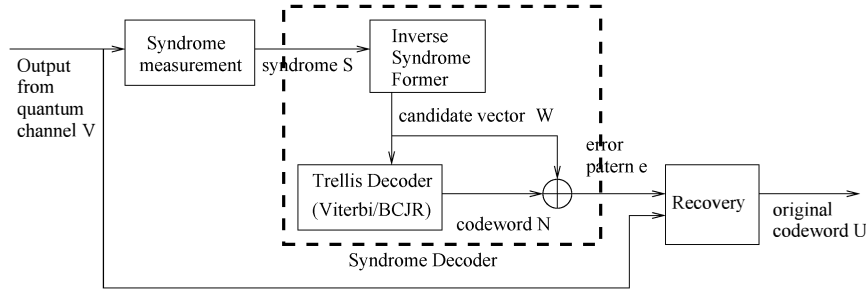 Output
from
quantum
channel V
Syndrome
measurement
syndrome S
Inverse
Syndrome
Former
candidate vector W
Trellis Decoder
(Viterbi/BCJR)
codeword N
error
patern e
Recovery
original
codeword U
Syndrome Decoder